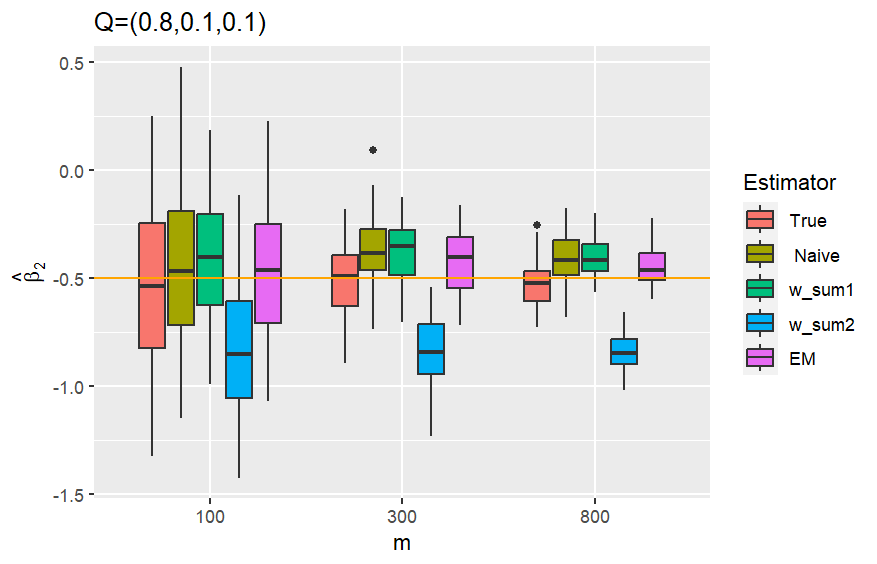 Q=(0.8,0.1,0.1)
0.5
0.0
-0.5
-1.0
-1.5
β̂₂
100 300 800
m
Estimator
True
Naive
w_sum1
w_sum2
EM